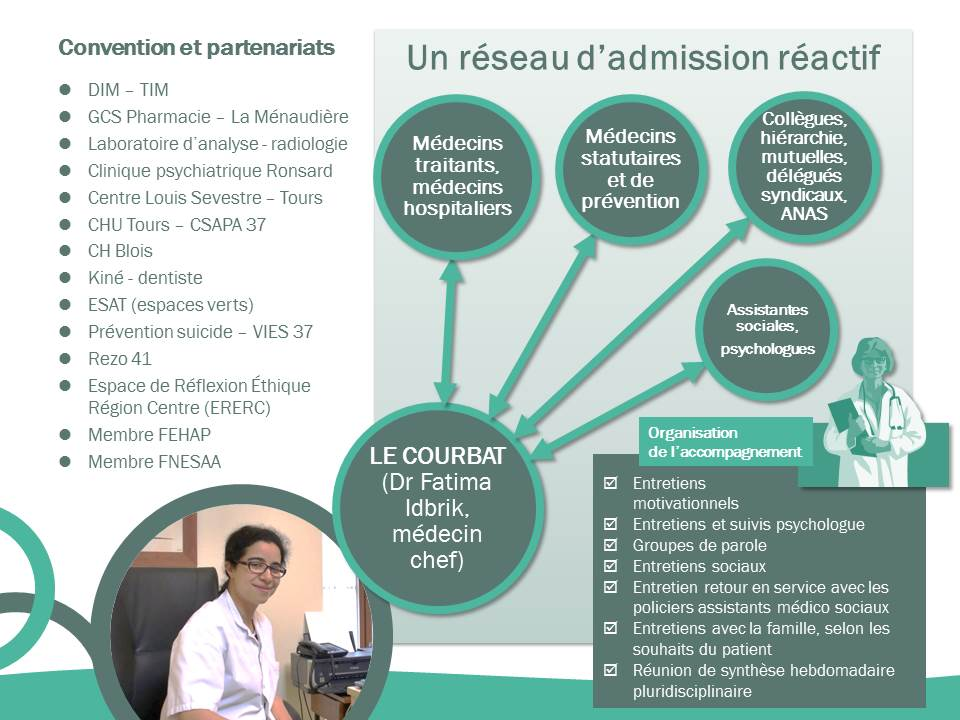 Convention et partenariats
DIM – TIM
GCS Pharmacie – La Ménaudière
Laboratoire d’analyse - radiologie
Clinique psychiatrique Ronsard
Centre Louis Sevestre – Tours
CHU Tours – CSAPA 37
CH Blois
Kiné - dentiste
ESAT (espaces verts)
Prévention suicide – VIES 37
Rezo 41
Espace de Réflexion Éthique
Région Centre (ERERC)
Membre FEHAP
Membre FNESAA
Un réseau d’admission réactif
Médecins
traitants,
médecins
hospitaliers
Médecins
statutaires
et de
prévention
Collègues,
hiérarchie,
mutuelles,
délégués
syndicaux,
ANAS
Assistantes
sociales,
psychologues
LE COURBAT
(Dr Fatima
Idbrik,
médecin
chef)
Organisation
de l’accompagnement
Entretiens
motivationnels
Entretiens et suivis psychologue
Groupes de parole
Entretiens sociaux
Entretien retour en service avec les
policiers assistants médico sociaux
Entretiens avec la famille, selon les
souhaits du patient
Réunion de synthèse hebdomadaire
pluridisciplinaire